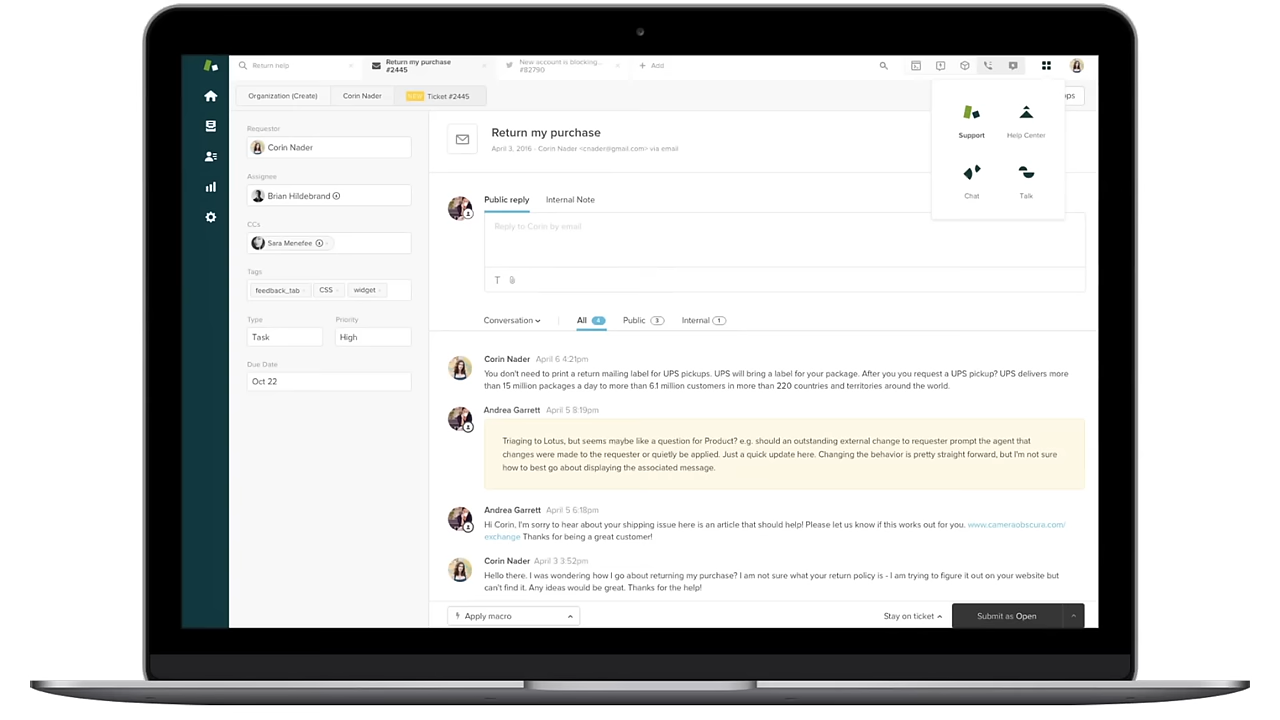 Return help
Return my purchase
#2445
New account is blocking...
#82790
Add
Organization (Create)
Corin Nader
Ticket #2445
Support
Help Center
Chat
Talk
Requestor
Corin Nader
Assignee
Brian Hildebrand
CCs
Sara Menefee
Tags
feedback_tab
CSS
widget
Type
Priority
Task
High
Due Date
Oct 22
Return my purchase
April 3, 2016 - Corin Nader <cnader@gmail.com> via email
Public reply
Internal Note
Reply to Corin by email
T
Conversation
All 4
Public 3
Internal 1
Corin Nader April 6 4:21pm
You don't need to print a return mailing label for UPS pickups. UPS will bring a label for your package. After you you request a UPS pickup? UPS delivers more
than 15 million packages a day to more than 6.1 million customers in more than 220 countries and territories around the world.
Andrea Garrett April 5 8:19pm
Triaging to Lotus, but seems maybe like a question for Product? e.g. should an outstanding external change to requester prompt the agent that
changes were made to the requester or quietly be applied. Just a quick update here. Changing the behavior is pretty straight forward, but I'm not sure
how to best go about displaying the associated message.
Andrea Garrett April 5 6:18pm
Hi Corin, I'm sorry to hear about your shipping issue here is an article that should help! Please let us know if this works out for you. www.cameraobscura.com/
exchange Thanks for being a great customer!
Corin Nader April 3 3:52pm
Hello there. I was wondering how I go about returning my purchase? I am not sure what your return policy is - I am trying to figure it out on your website but
can't find it. Any ideas would be great. Thanks for the help!
Apply macro
Stay on ticket
Submit as Open